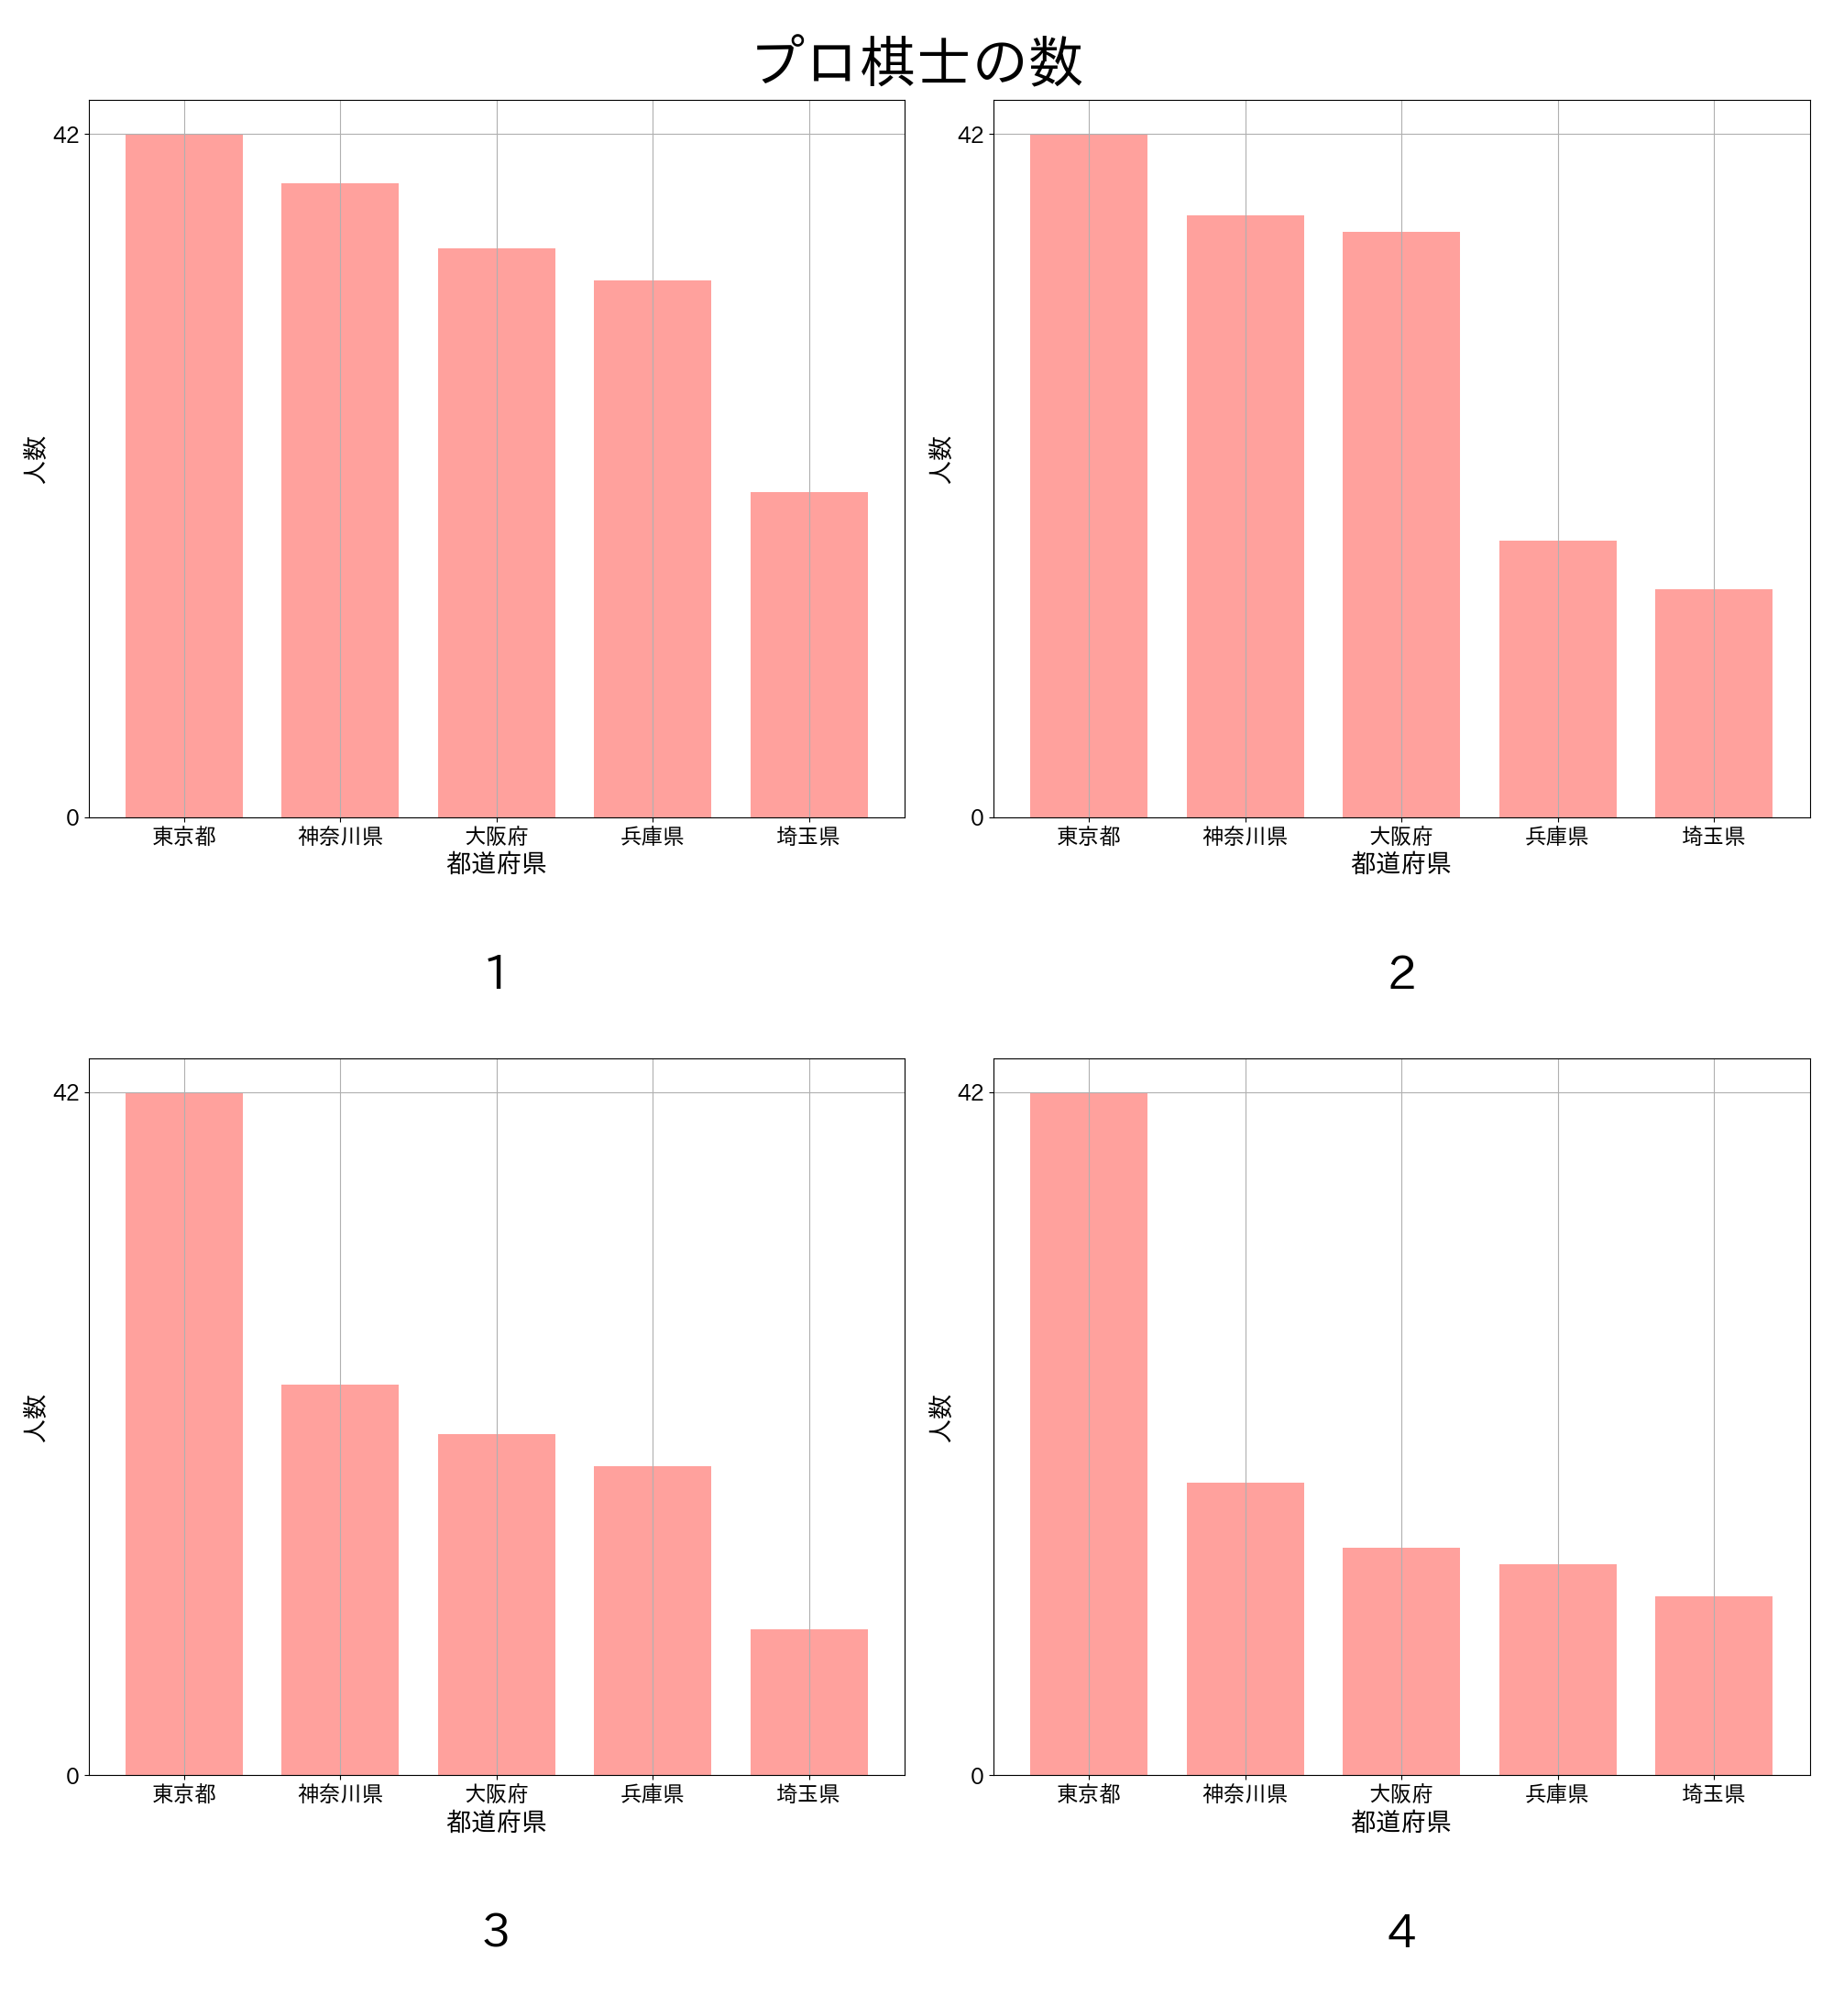 プロ棋士の数
42
0
人数
東京都 神奈川県 大阪府 兵庫県 埼玉県
都道府県
1
42
0
人数
東京都 神奈川県 大阪府 兵庫県 埼玉県
都道府県
2
42
0
人数
東京都 神奈川県 大阪府 兵庫県 埼玉県
都道府県
3
42
0
人数
東京都 神奈川県 大阪府 兵庫県 埼玉県
都道府県
4